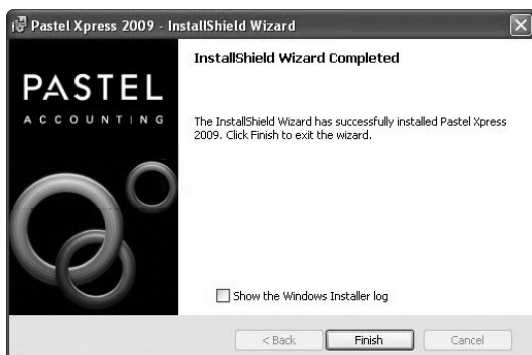 Pastel Xpress 2009 - InstallShield Wizard
PASTEL
ACCOUNTING
InstallShield Wizard Completed
The InstallShield Wizard has successfully installed Pastel Xpress
2009. Click Finish to exit the wizard.
Show the Windows Installer log
< Back
Finish
Cancel